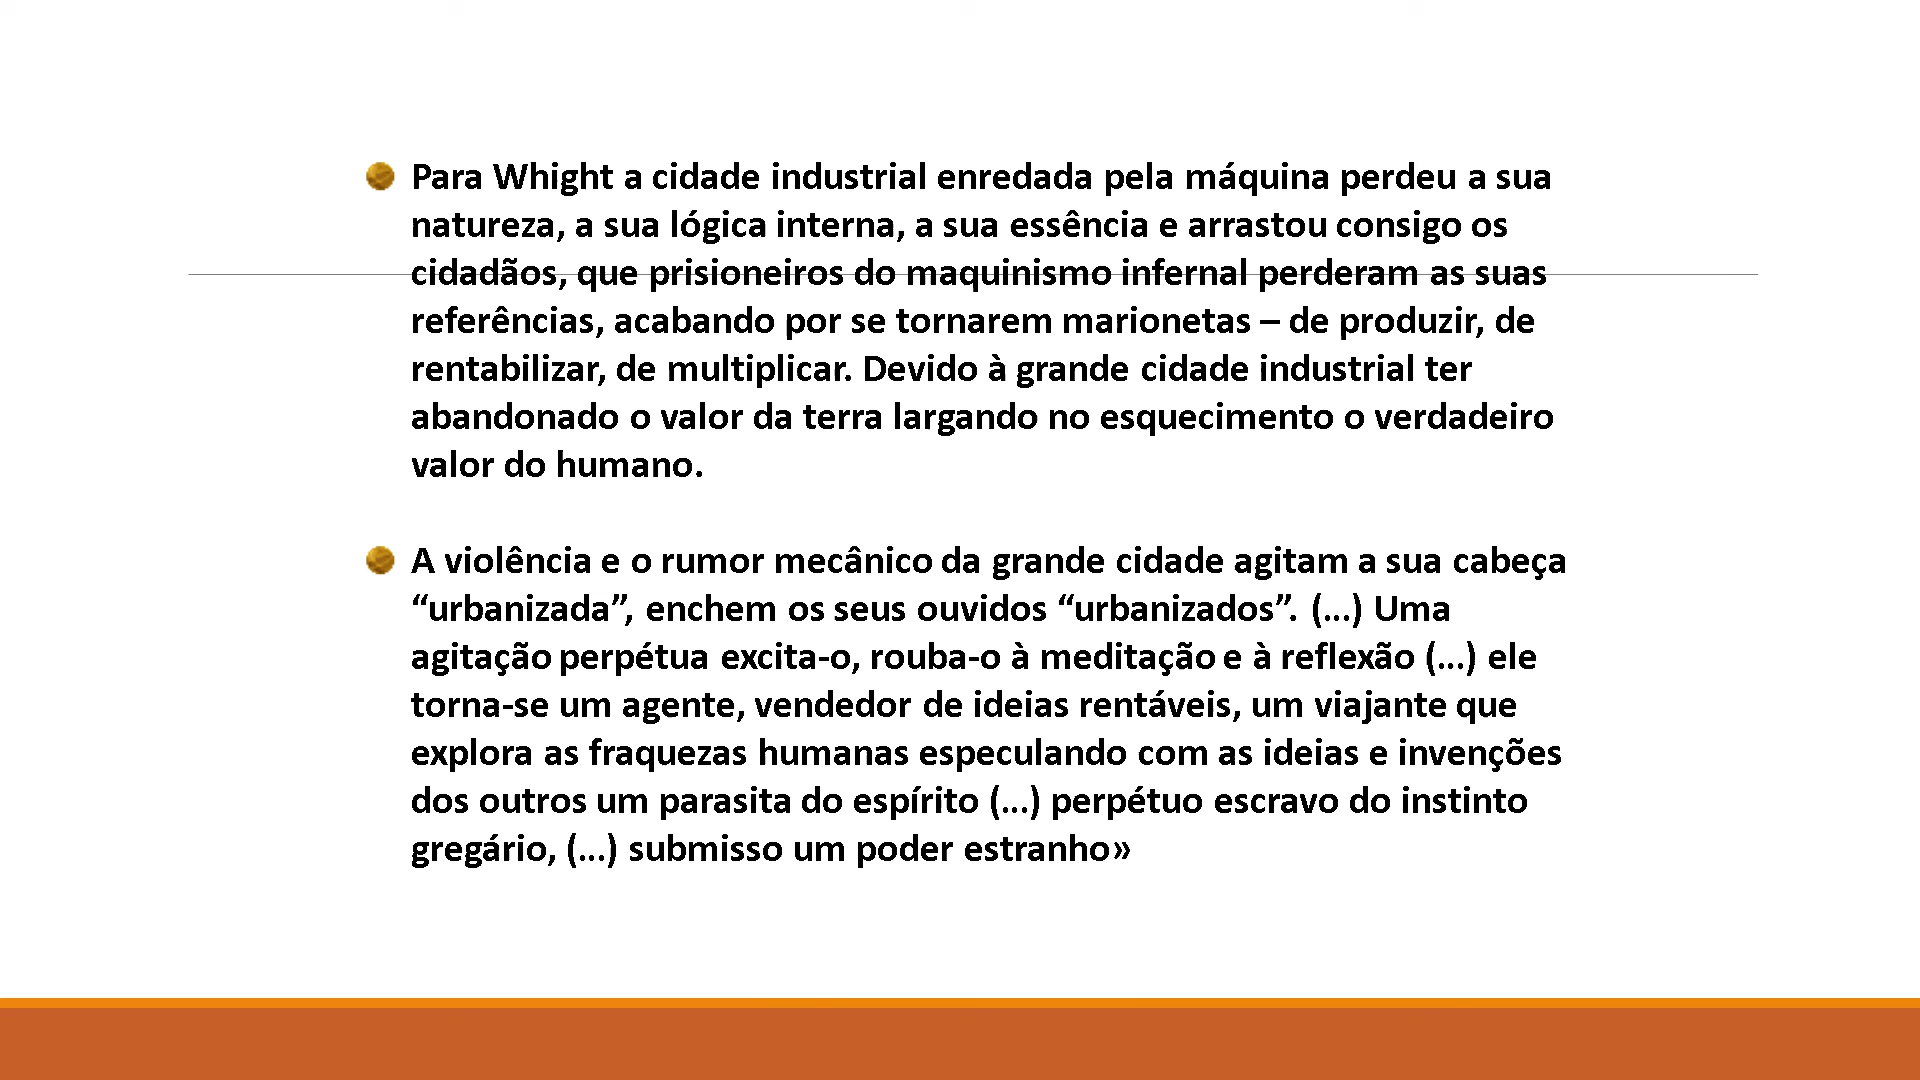 Para Whight a cidade industrial enredada pela máquina perdeu a sua
natureza, a sua lógica interna, a sua essência e arrastou consigo os
cidadãos, que prisioneiros do maquinismo infernal perderam as suas
referências, acabando por se tornarem marionetas – de produzir, de
rentabilizar, de multiplicar. Devido à grande cidade industrial ter
abandonado o valor da terra largando no esquecimento o verdadeiro
valor do humano.
A violência e o rumor mecânico da grande cidade agitam a sua cabeça
“urbanizada”, enchem os seus ouvidos “urbanizados”. (...) Uma
agitação perpétua excita-o, rouba-o à meditação e à reflexão (...) ele
torna-se um agente, vendedor de ideias rentáveis, um viajante que
explora as fraquezas humanas especulando com as ideias e invenções
dos outros um parasita do espírito (...) perpétuo escravo do instinto
gregário, (...) submisso um poder estranho»